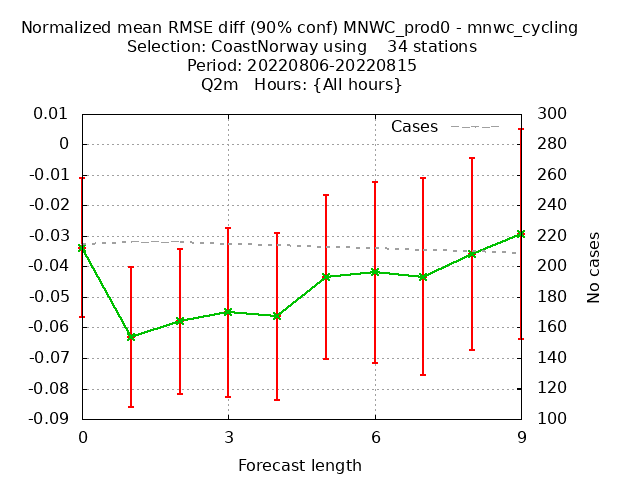 Normalized mean RMSE diff (90% conf) MNWC_prod0 - mnwc_cycling
Selection: CoastNorway using    34 stations
Period: 20220806-20220815
Q2m   Hours: {All hours}
0.01
0
-0.01
-0.02
-0.03
-0.04
-0.05
-0.06
-0.07
-0.08
-0.09
Cases
300
280
260
240
220
200
180
160
140
120
100
No cases
0 3 6 9
Forecast length